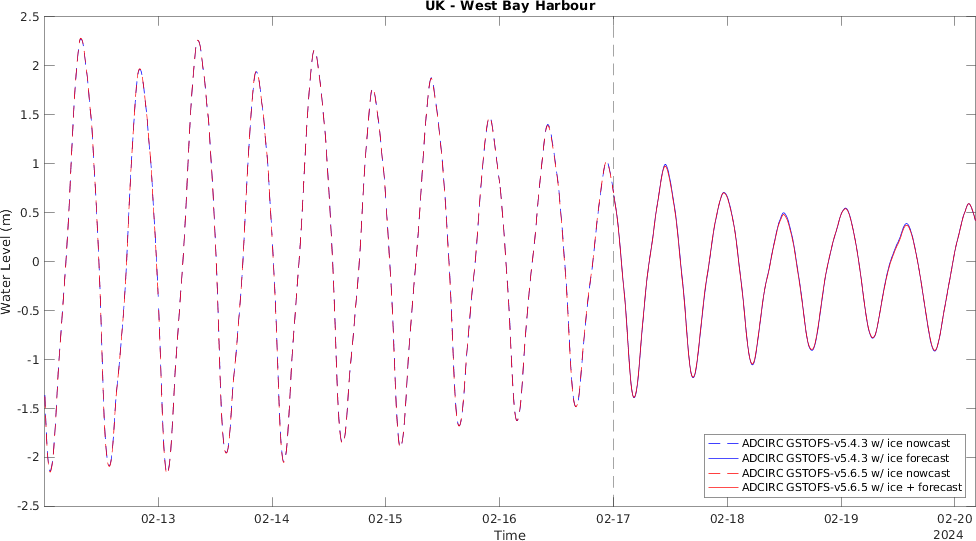 UK - West Bay Harbour
2.5
2
1.5
1
0.5
0
-0.5
-1
-1.5
-2
-2.5
Water Level (m)
ADCIRC GSTOFS-v5.4.3 w/ ice nowcast
ADCIRC GSTOFS-v5.4.3 w/ ice forecast
ADCIRC GSTOFS-v5.6.5 w/ ice nowcast
ADCIRC GSTOFS-v5.6.5 w/ ice + forecast
02-13 02-14 02-15 02-16 02-17 02-18 02-19 02-20
Time
2024